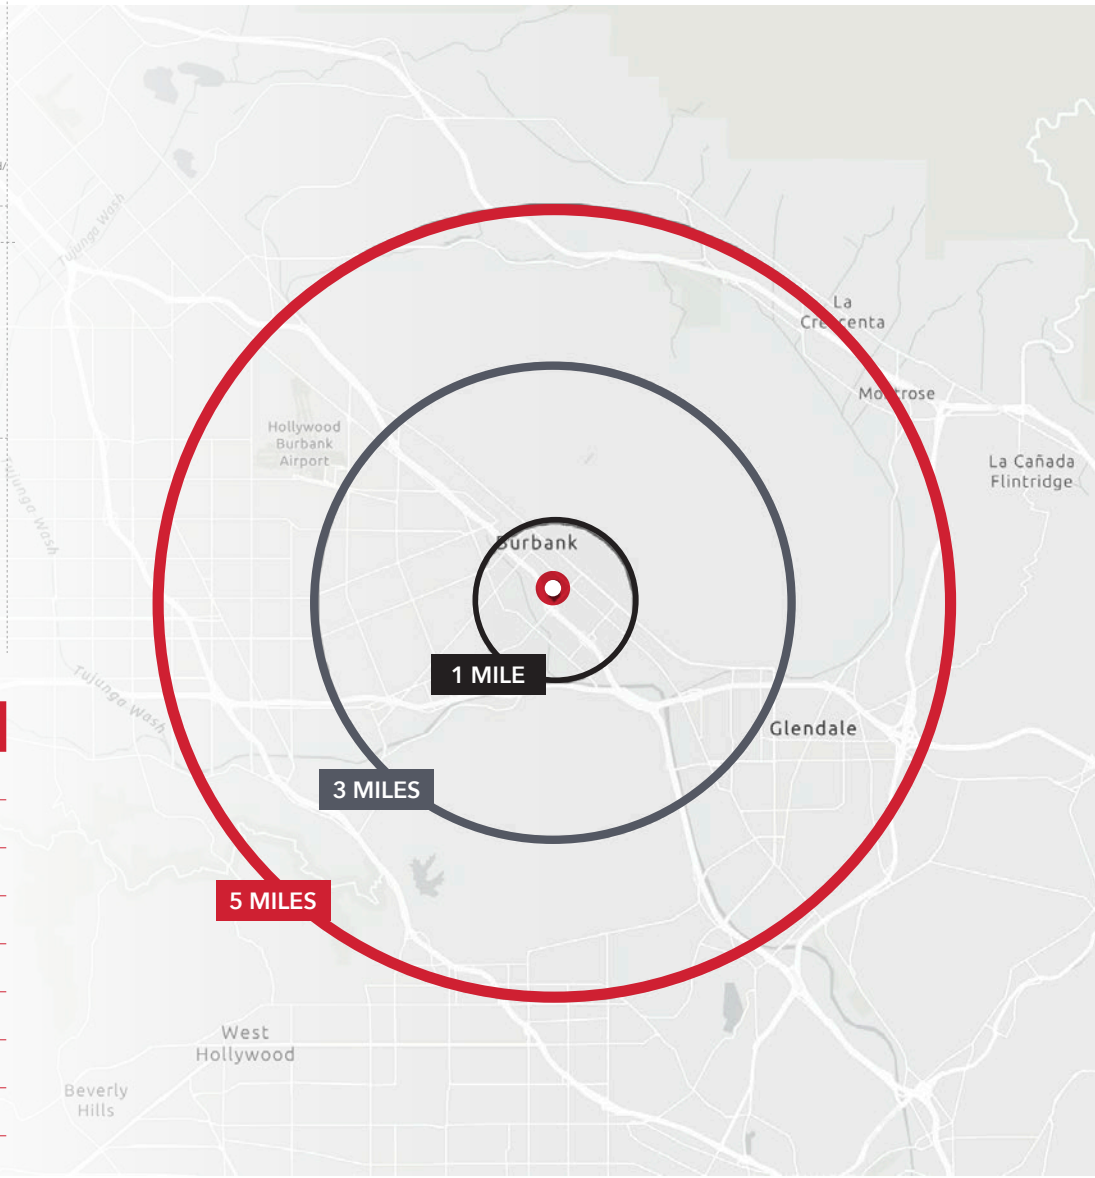 Tujunga Wash
La
Crescenta
Montrose
Hollywood
Burbank
Airport
La Cañada
Flintridge
Tujunga Wash
Burbank
1 MILE
Tujunga Wash
Glendale
3 MILES
5 MILES
West
Hollywood
Beverly
Hills